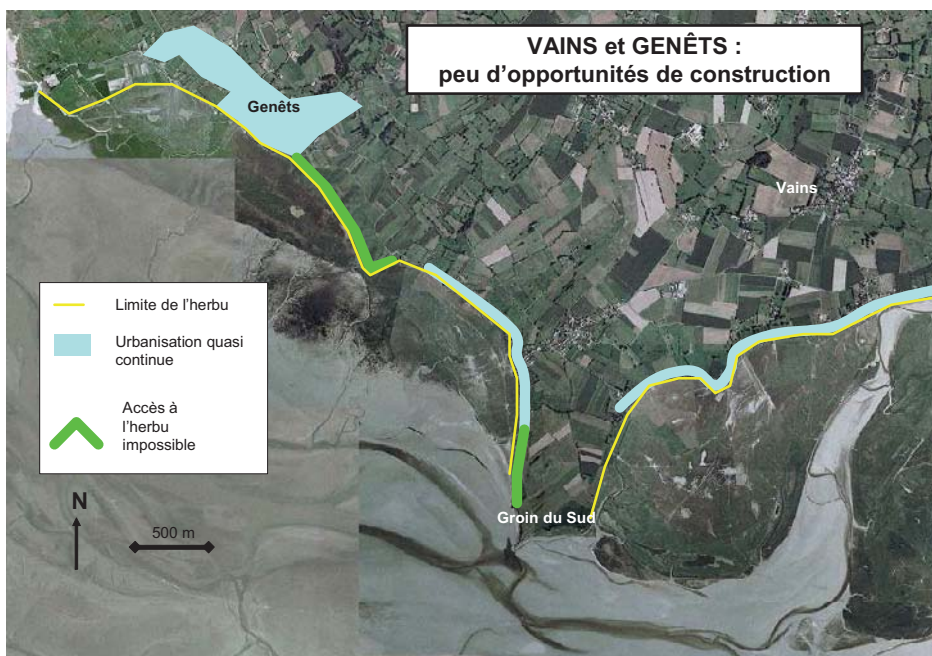 VAINS et GENÊTS :
peu d'opportunités de construction
Genêts
Vains
Limite de l'herbu
Urbanisation quasi
continue
Accès à
l'herbu
impossible
N
500 m
Groin du Sud